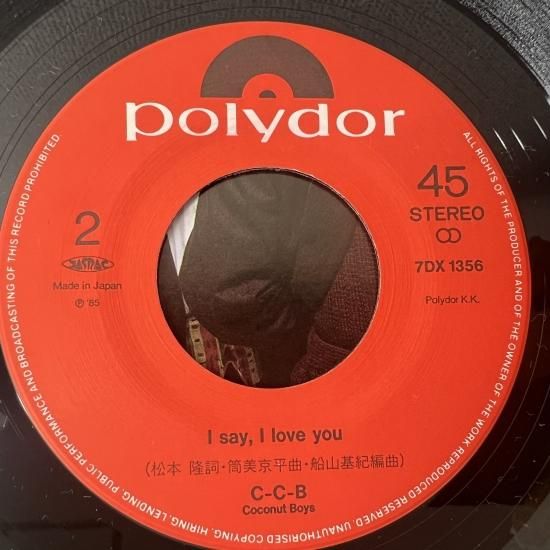 polydor
2
JASRAC
Made in Japan
℗ '85
45
STEREO
7DX 1356
Polydor K.K.
I say, I love you
(松本 隆詞・筒美京平曲・船山基紀編曲)
C-C-B
Coconut Boys
ALL RIGHTS OF THE PRODUCER AND OF THE OWNER OF THE WORK REPRODUCED RESERVED. UNAUTHORISED COPYING. HIRING. LENDING. PUBLIC PERFORMANCE AND BROADCASTING OF THIS RECORD PROHIBITED.